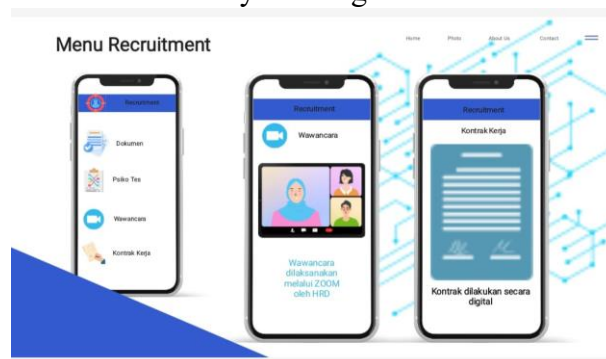 Menu Recruitment
Home Photo About Us Contact
Recruitment
Dokumen
Psiko Tes
Wawancara
Kontrak Kerja
Recruitment
Wawancara
Wawancara
dilaksanakan
melalui ZOOM
oleh HRD
Recruitment
Kontrak Kerja
Kontrak dilakukan secara
digital